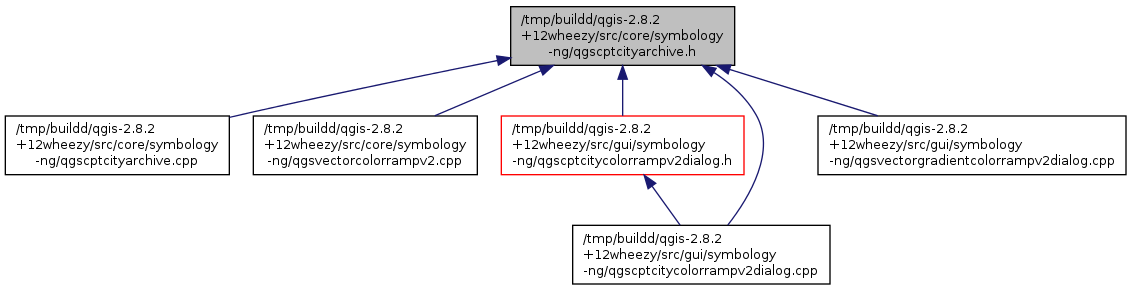 /tmp/buildd/qgis-2.8.2
+12wheezy/src/core/symbology
-ng/qgscptcityarchive.h
/tmp/buildd/qgis-2.8.2
+12wheezy/src/core/symbology
-ng/qgscptcityarchive.cpp
/tmp/buildd/qgis-2.8.2
+12wheezy/src/core/symbology
-ng/qgsvectorcolorrampv2.cpp
/tmp/buildd/qgis-2.8.2
+12wheezy/src/gui/symbology
-ng/qgscptcitycolorrampv2dialog.h
/tmp/buildd/qgis-2.8.2
+12wheezy/src/gui/symbology
-ng/qgsvectorgradientcolorrampv2dialog.cpp
/tmp/buildd/qgis-2.8.2
+12wheezy/src/gui/symbology
-ng/qgscptcitycolorrampv2dialog.cpp